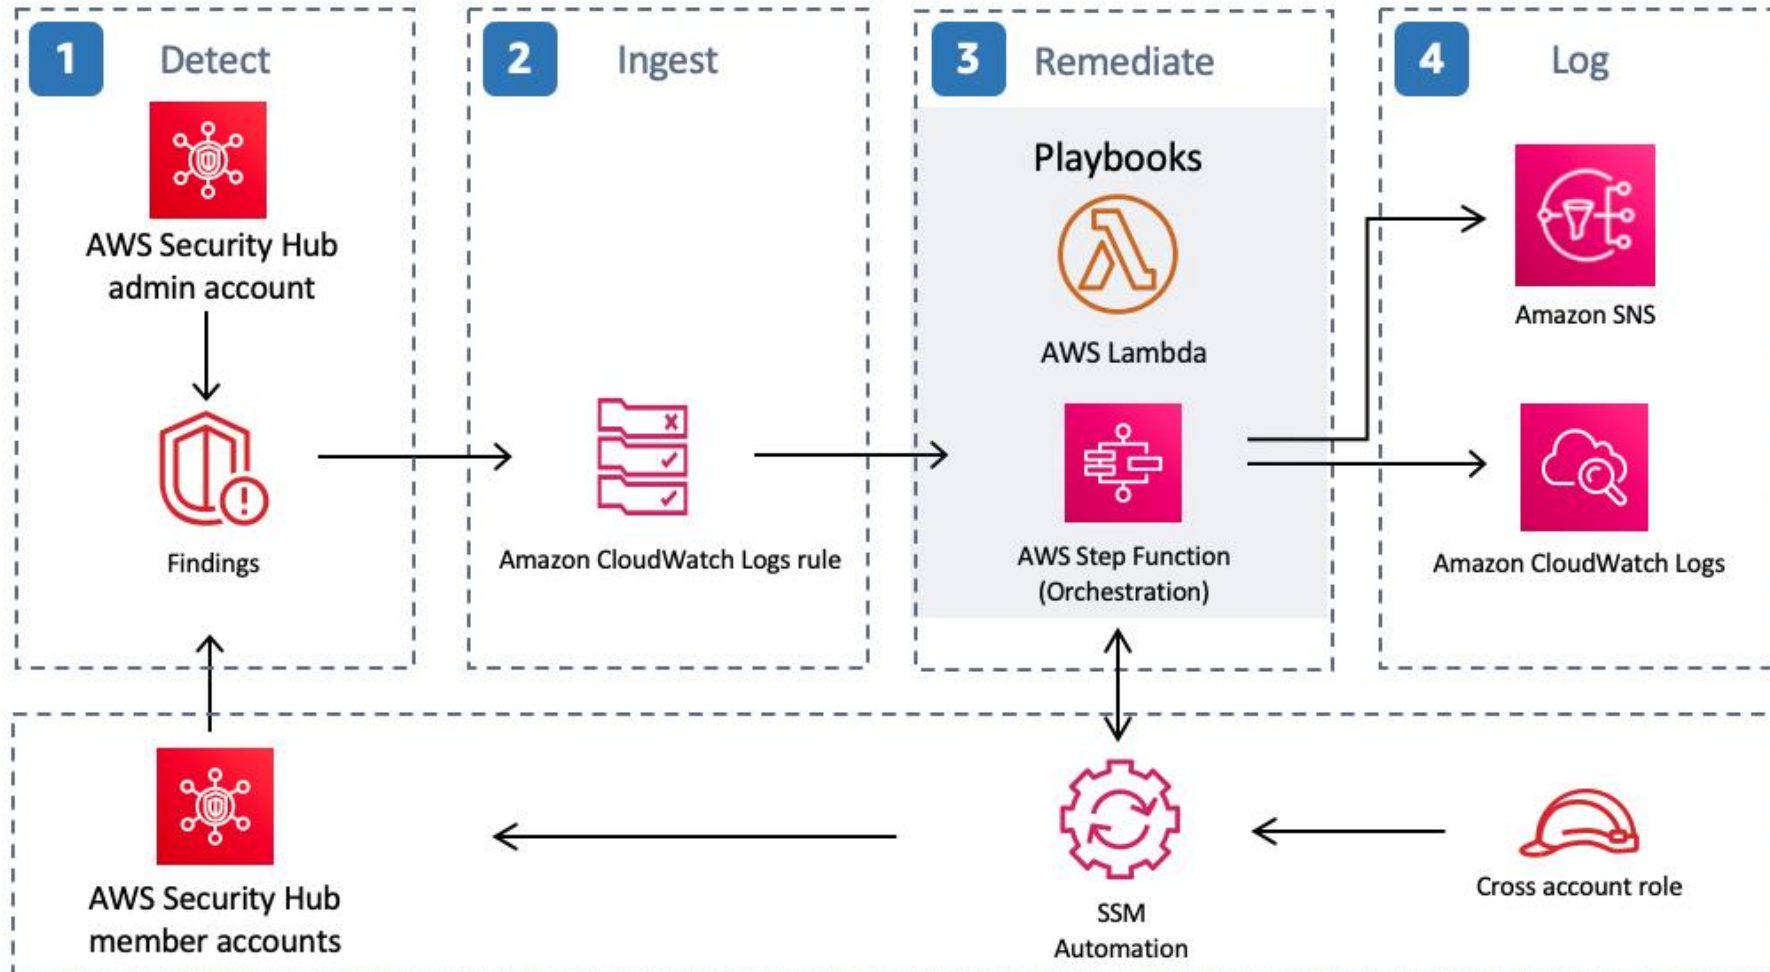 1
Detect
AWS Security Hub
admin account
Findings
2
Ingest
Amazon CloudWatch Logs rule
3
Remediate
Playbooks
AWS Lambda
AWS Step Function
(Orchestration)
4
Log
Amazon SNS
Amazon CloudWatch Logs
AWS Security Hub
member accounts
SSM
Automation
Cross account role